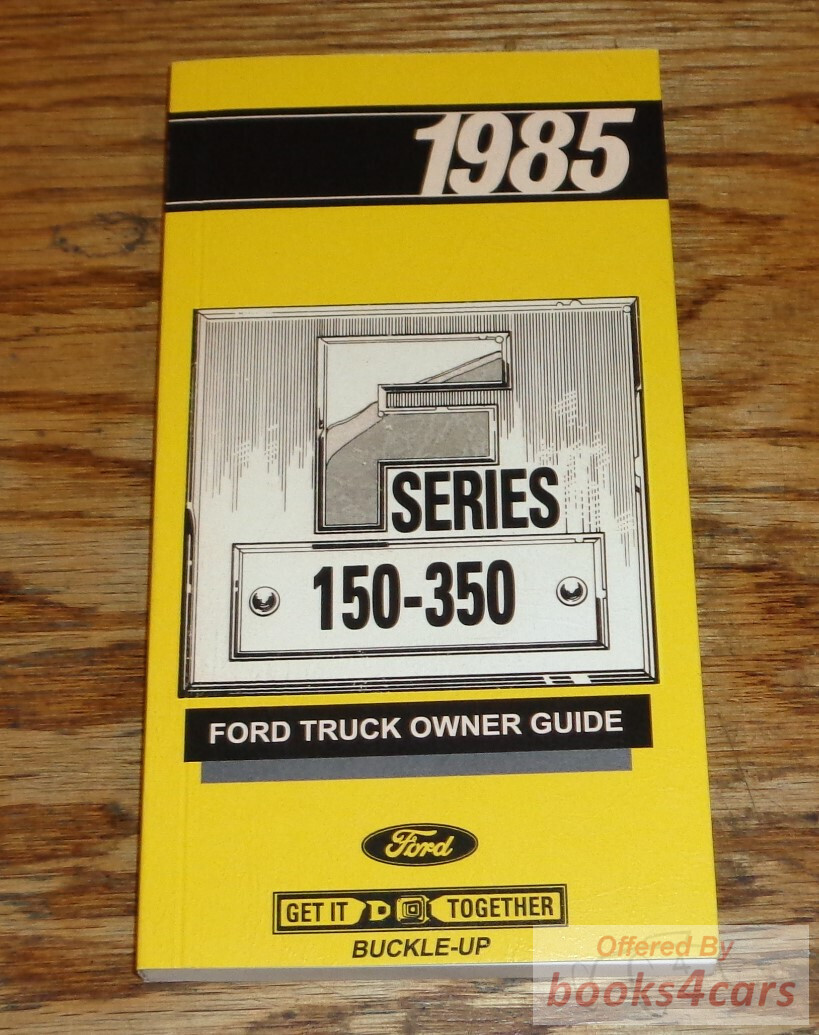 1985
F
SERIES
150-350
FORD TRUCK OWNER GUIDE
Ford
GET IT TOGETHER
BUCKLE-UP
Offered By
books4cars